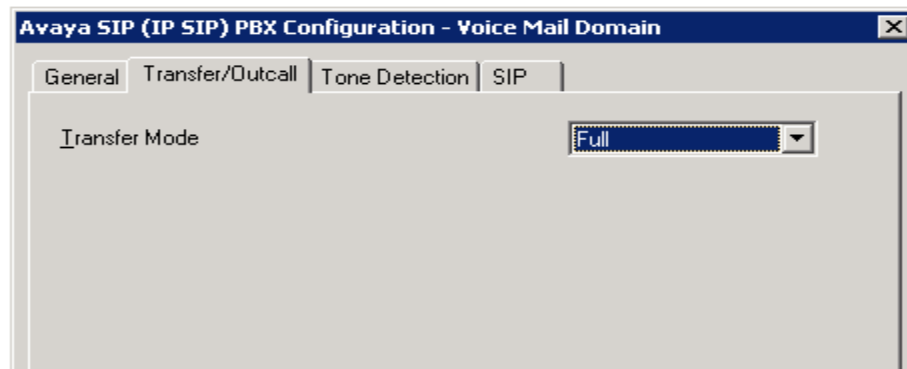 Avaya SIP (IP SIP) PBX Configuration - Voice Mail Domain
General Transfer/Outcall Tone Detection SIP
Transfer Mode Full